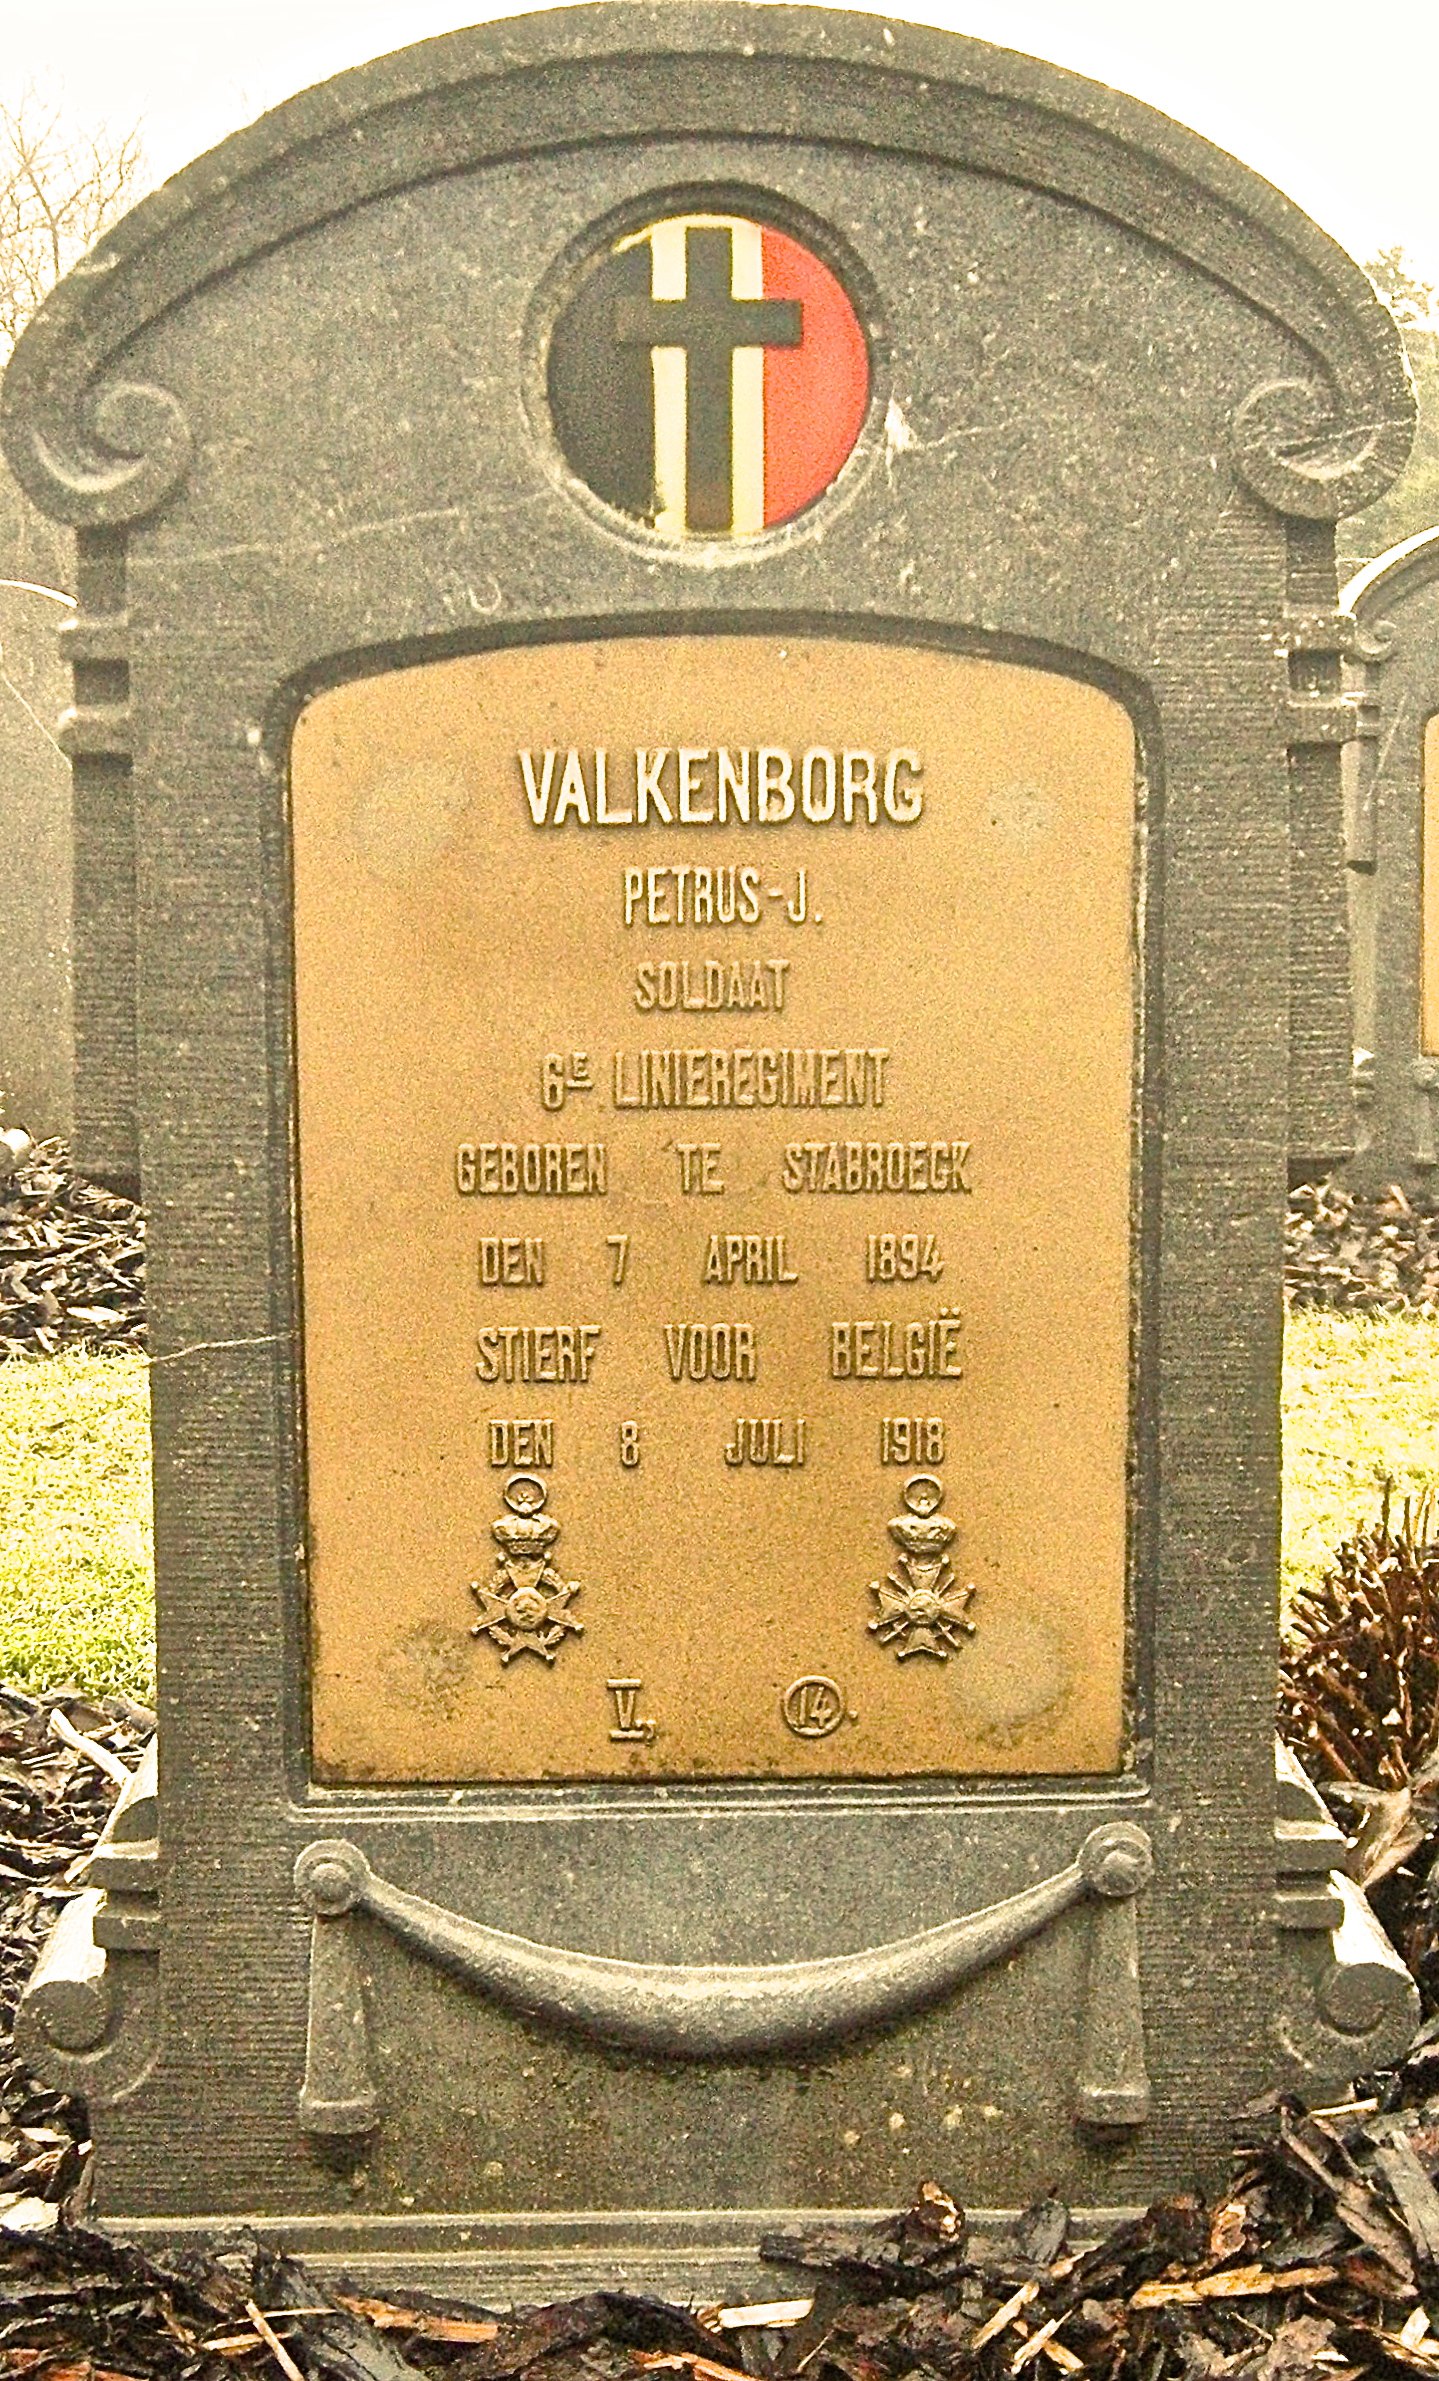 VALKENBORG
PETRUS-J.
SOLDAAT
6E LINIEREGIMENT
GEBOREN TE STABROECK
DEN 7 APRIL 1894
STIERF VOOR BELGIË
DEN 8 JULI 1918
V, 14.